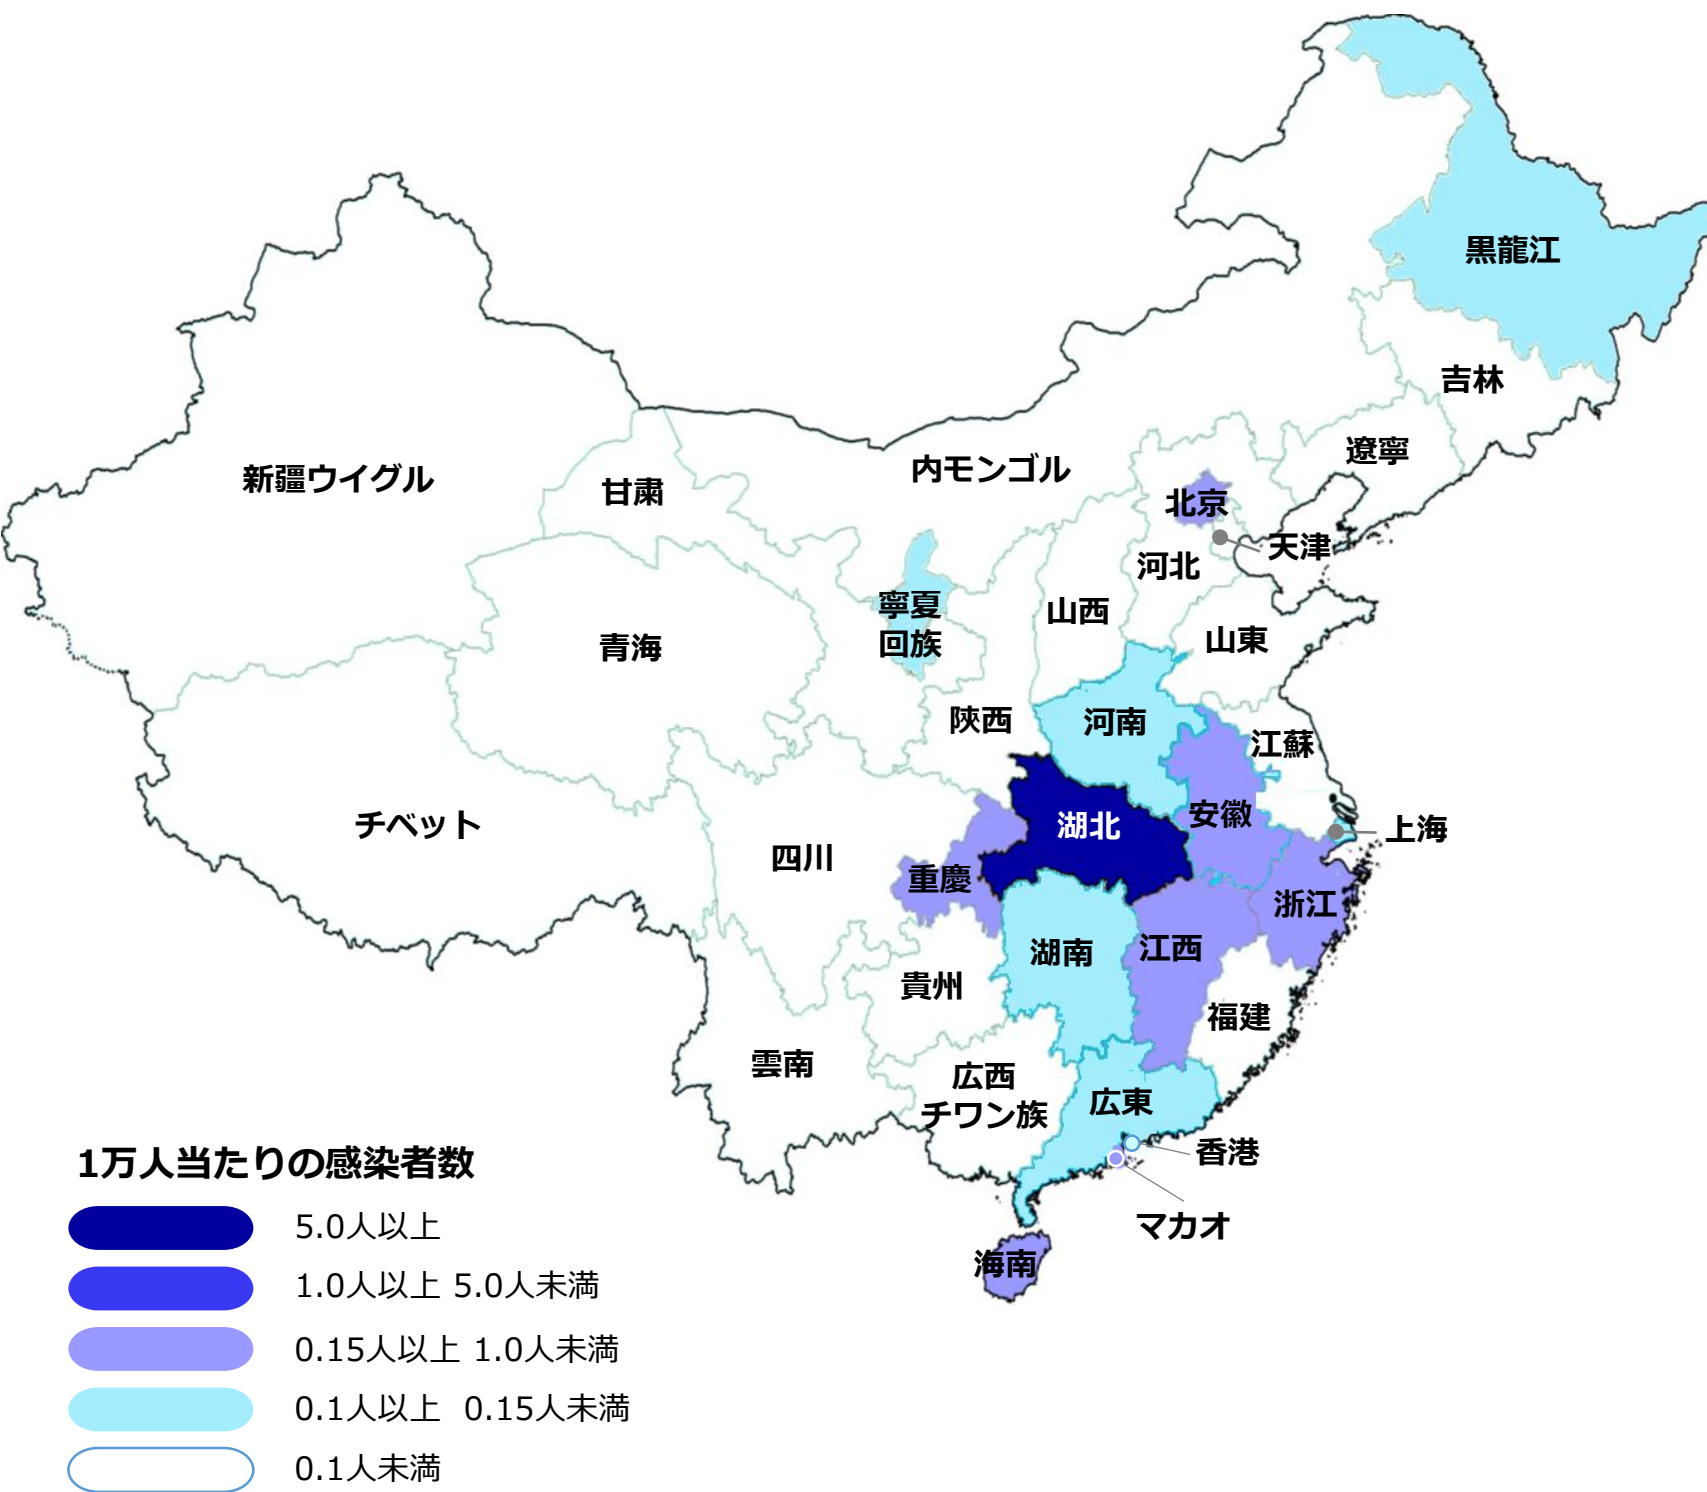 黒龍江
吉林
遼寧
内モンゴル
新疆ウイグル
甘粛
北京
天津
河北
寧夏
回族
山西
山東
青海
陝西
河南
江蘇
チベット
四川
湖北
安徽
上海
重慶
浙江
湖南
江西
貴州
福建
雲南
広西
チワン族
広東
香港
マカオ
海南
1万人当たりの感染者数
5.0人以上
1.0人以上 5.0人未満
0.15人以上 1.0人未満
0.1人以上 0.15人未満
0.1人未満